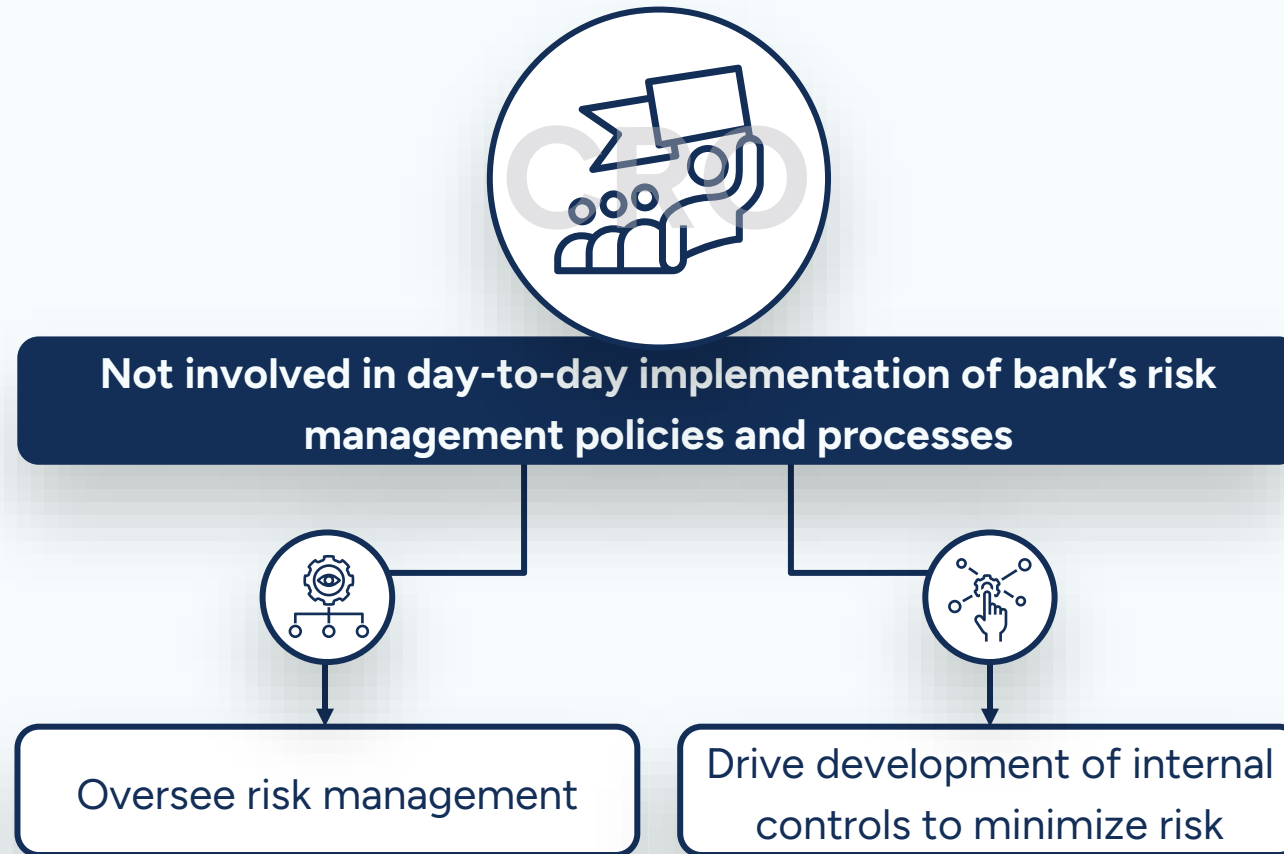 CRO
Not involved in day-to-day implementation of bank’s risk
management policies and processes
Oversee risk management
Drive development of internal
controls to minimize risk